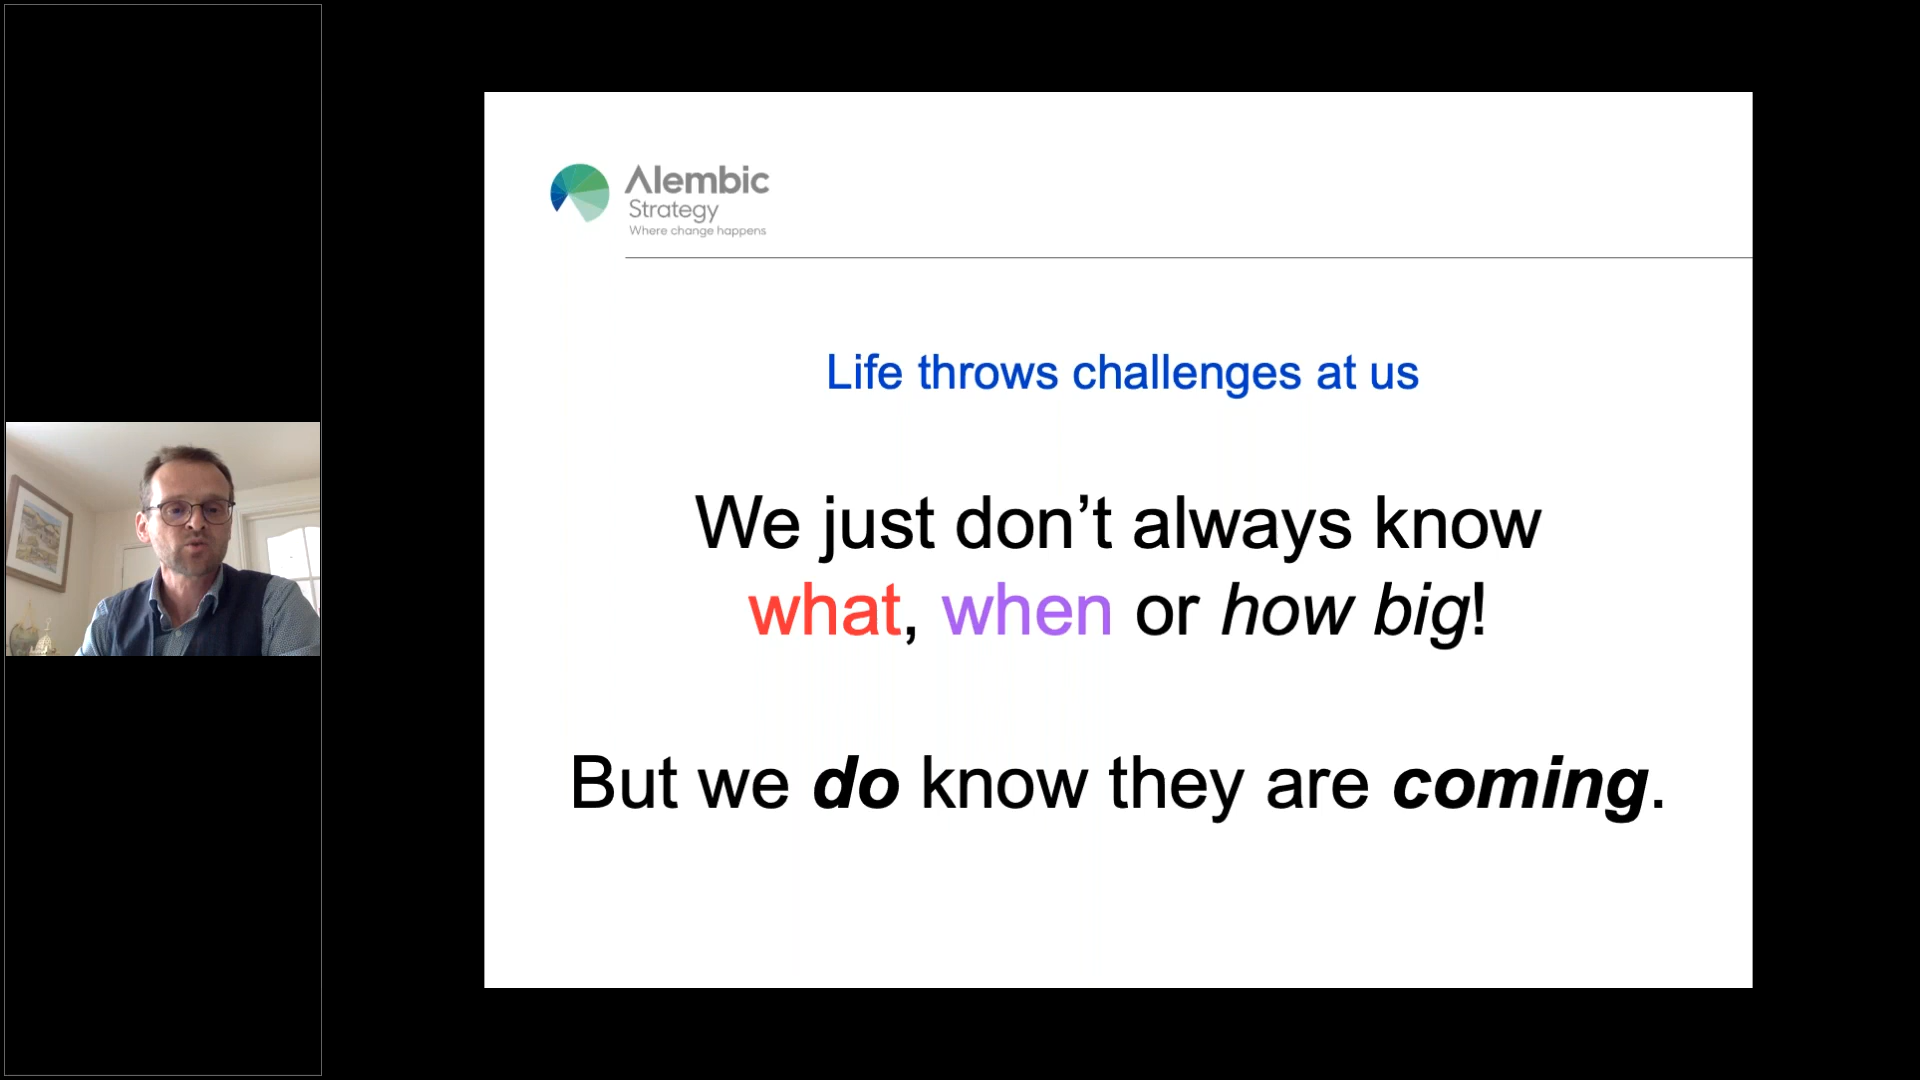 Alembic
Strategy
Where change happens
Life throws challenges at us
We just don’t always know
what, when or how big!
But we do know they are coming.